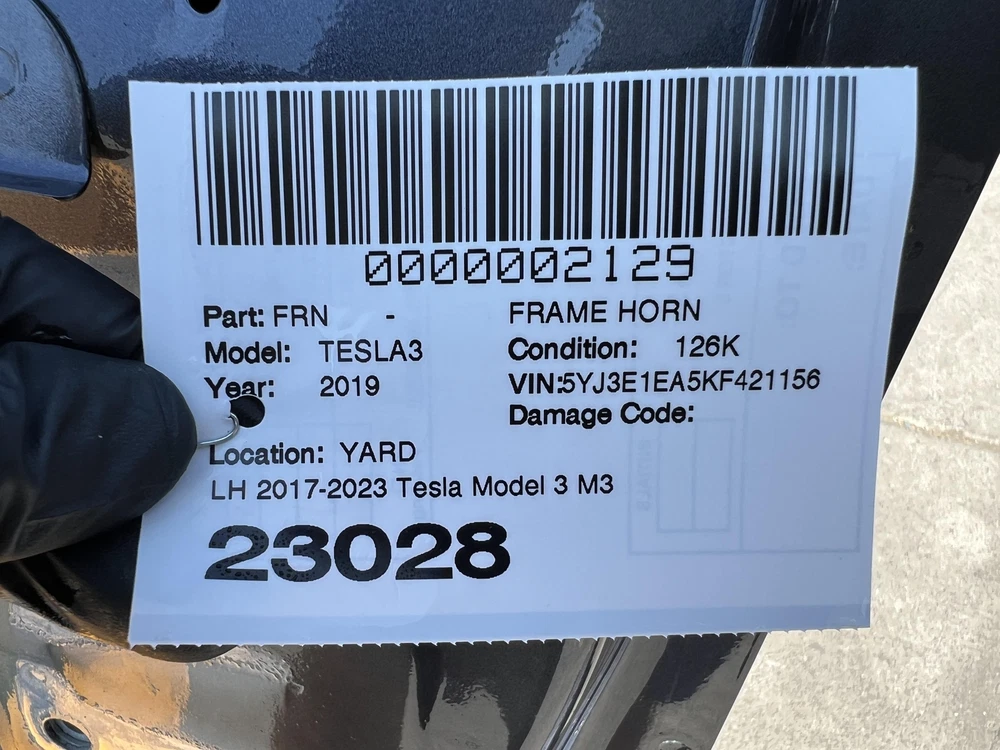 0000002129
Part: FRN - FRAME HORN
Model: TESLA3 Condition: 126K
Year: 2019 VIN:5YJ3E1EA5KF421156
Damage Code:
Location: YARD
LH 2017-2023 Tesla Model 3 M3
23028